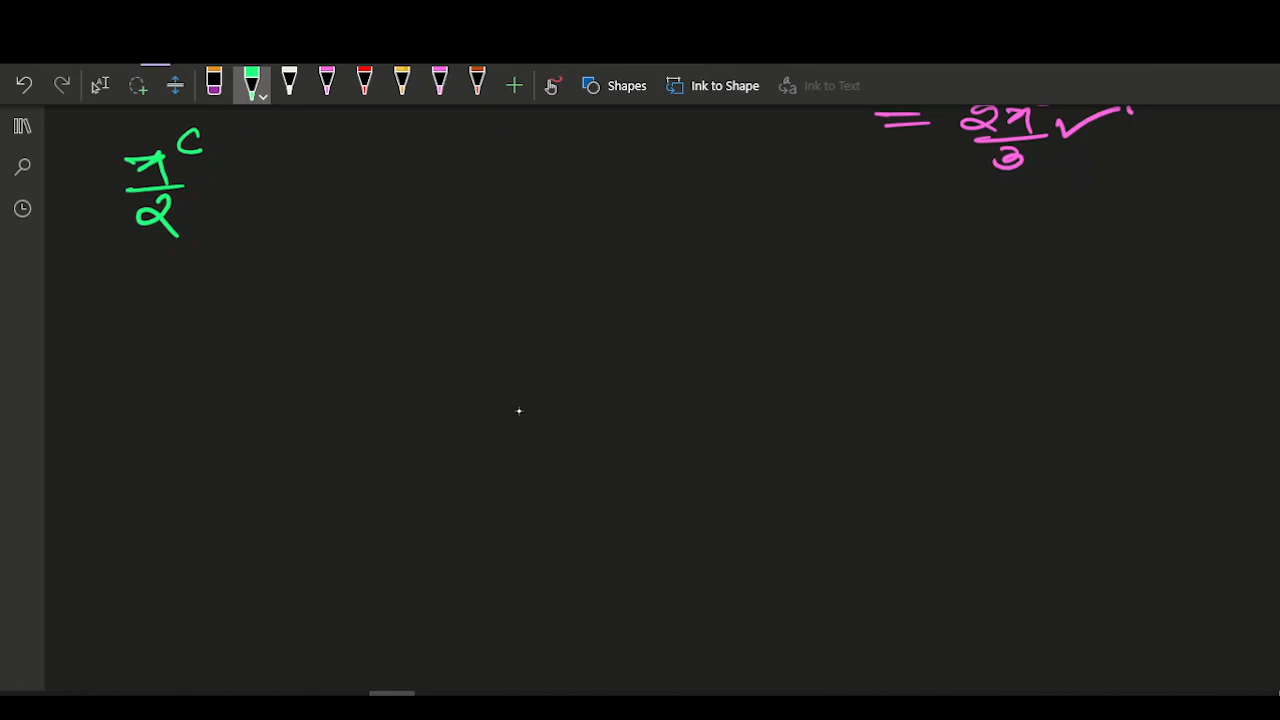 Shapes Ink to Shape Ink to Text
= 2π/3 ✓
π^c/2